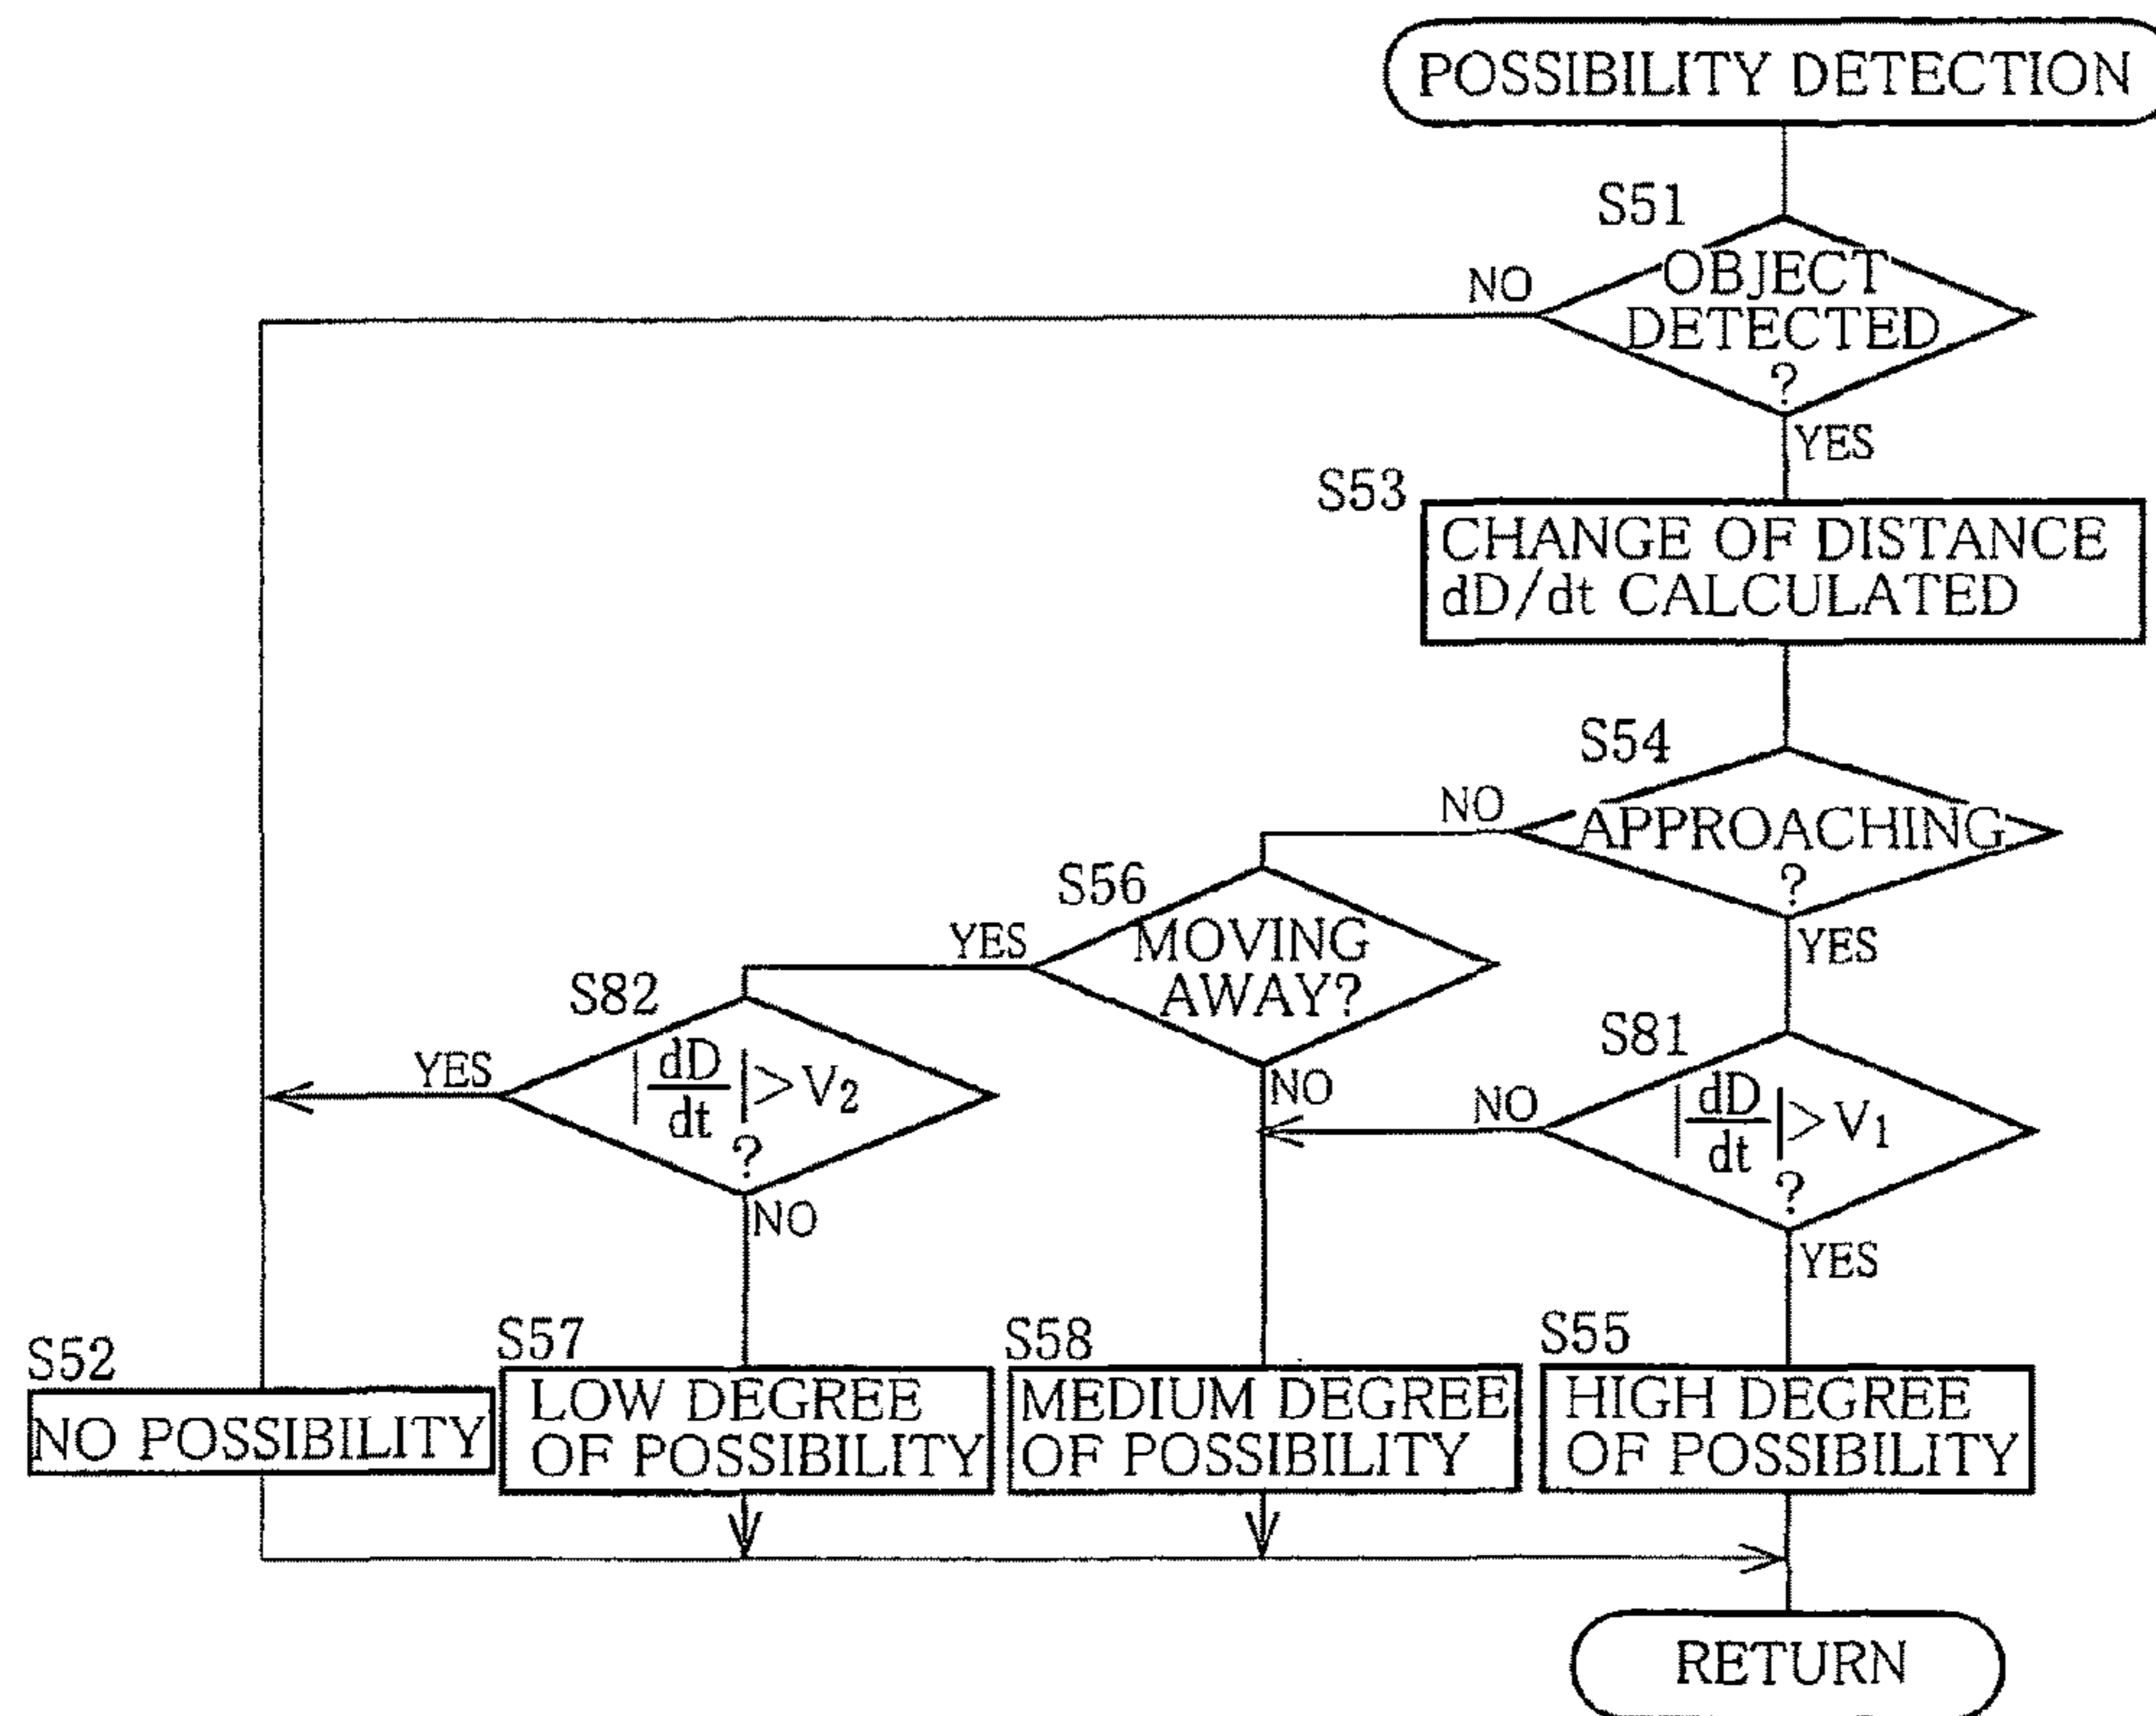 POSSIBILITY DETECTION
S51
OBJECT
DETECTED
?
NO
YES
S53
CHANGE OF DISTANCE
dD/dt CALCULATED
S54
APPROACHING
?
NO
YES
S56
MOVING
AWAY?
YES
NO
S82
|dD/dt|>V2
?
YES
NO
S81
|dD/dt|>V1
?
NO
YES
S52
NO POSSIBILITY
S57
LOW DEGREE
OF POSSIBILITY
S58
MEDIUM DEGREE
OF POSSIBILITY
S55
HIGH DEGREE
OF POSSIBILITY
RETURN